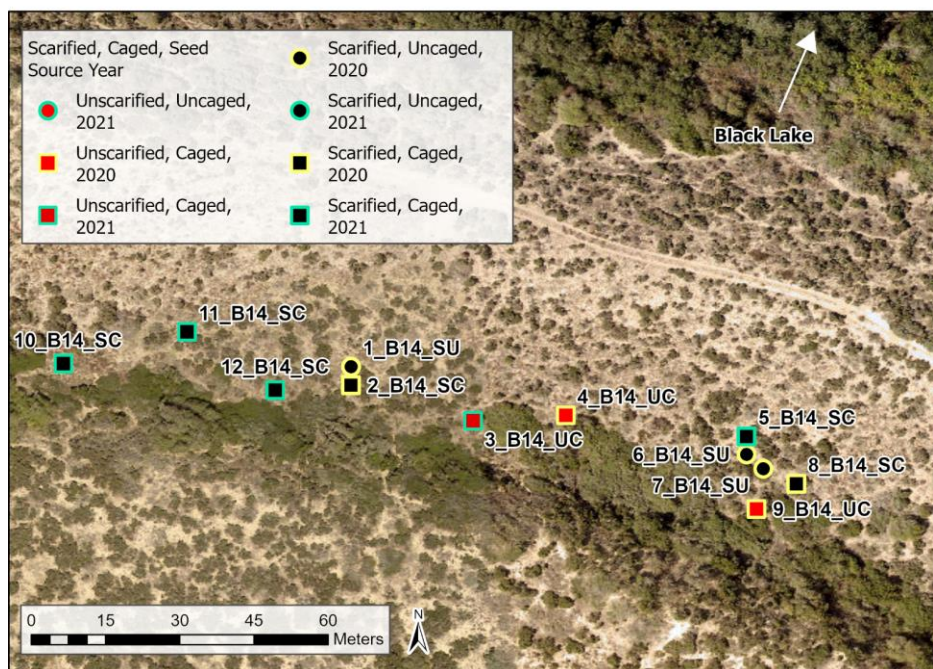 Scarified, Caged, Seed
Source Year
Unscarified, Uncaged,
2021
Unscarified, Caged,
2020
Unscarified, Caged,
2021
Scarified, Uncaged,
2020
Scarified, Uncaged,
2021
Scarified, Caged,
2020
Scarified, Caged,
2021
Black Lake
11_B14_SC
10_B14_SC
12_B14_SC
1_B14_SU
2_B14_SC
4_B14_UC
3_B14_UC
5_B14_SC
6_B14_SU
8_B14_SC
7_B14_SU
9_B14_UC
0 15 30 45 60
Meters
N